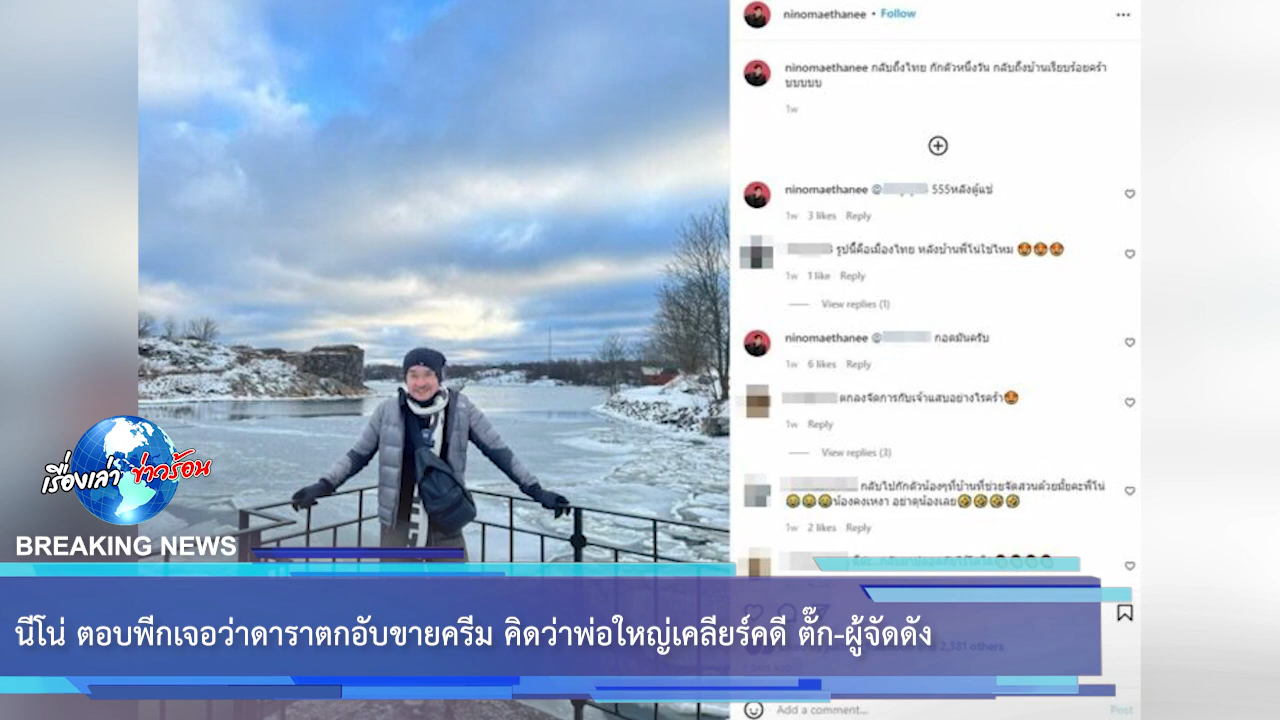 ninomaethanee • Follow
ninomaethanee กลับถึงไทย กักตัวหนึ่งวัน กลับถึงบ้านเรียบร้อยคร้า
บบบบบ
1w
ninomaethanee @ 555หลังตู้แช่
1w 3 likes Reply
รูปนี้คือเมืองไทย หลังบ้านพี่โน่ใช่ไหม 🤩🤩🤩
1w 1 like Reply
View replies (1)
ninomaethanee @ กอดมันครับ
1w 6 likes Reply
ตกลงจัดการกับเจ้าแสบอย่างไรคร้ำ🤩
1w Reply
View replies (3)
กลับไปกักตัวน้องๆที่บ้านที่ช่วยจัดสวนด้วยมั้ยคะพี่โน่
😂😂😂น้องคงเหงา อย่าดุน้องเลย🤣🤣🤣🤣
1w 2 likes Reply
เรื่องเล่า ข่าวร้อน
BREAKING NEWS
นีโน่ ตอบพีกเจอว่าดาราตกอับขายครีม คิดว่าพ่อใหญ่เคลียร์คดี ตั๊ก-ผู้จัดดัง
2,381 others
Add a comment...
Post